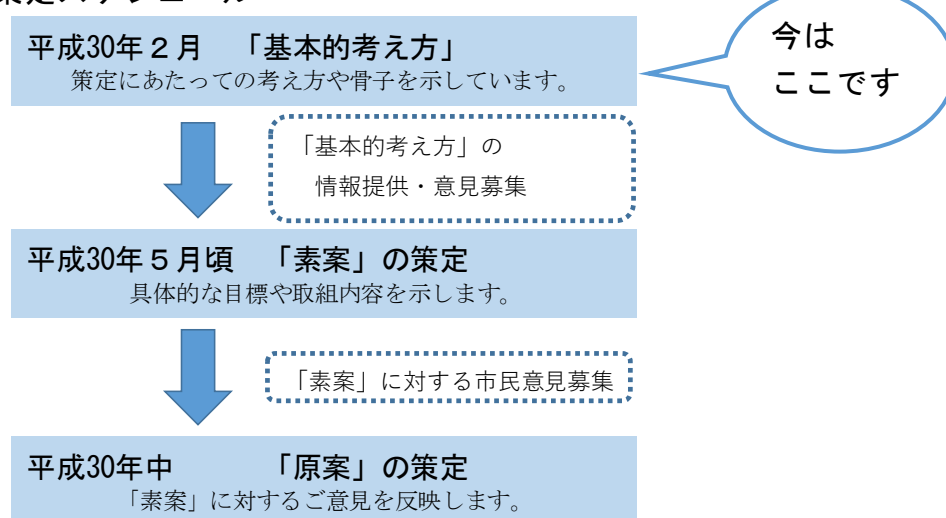 策定スケジュール
平成30年２月　「基本的考え方」
策定にあたっての考え方や骨子を示しています。
今は
ここです
「基本的考え方」の
情報提供・意見募集
平成30年５月頃　「素案」の策定
具体的な目標や取組内容を示します。
「素案」に対する市民意見募集
平成30年中　「原案」の策定
「素案」に対するご意見を反映します。